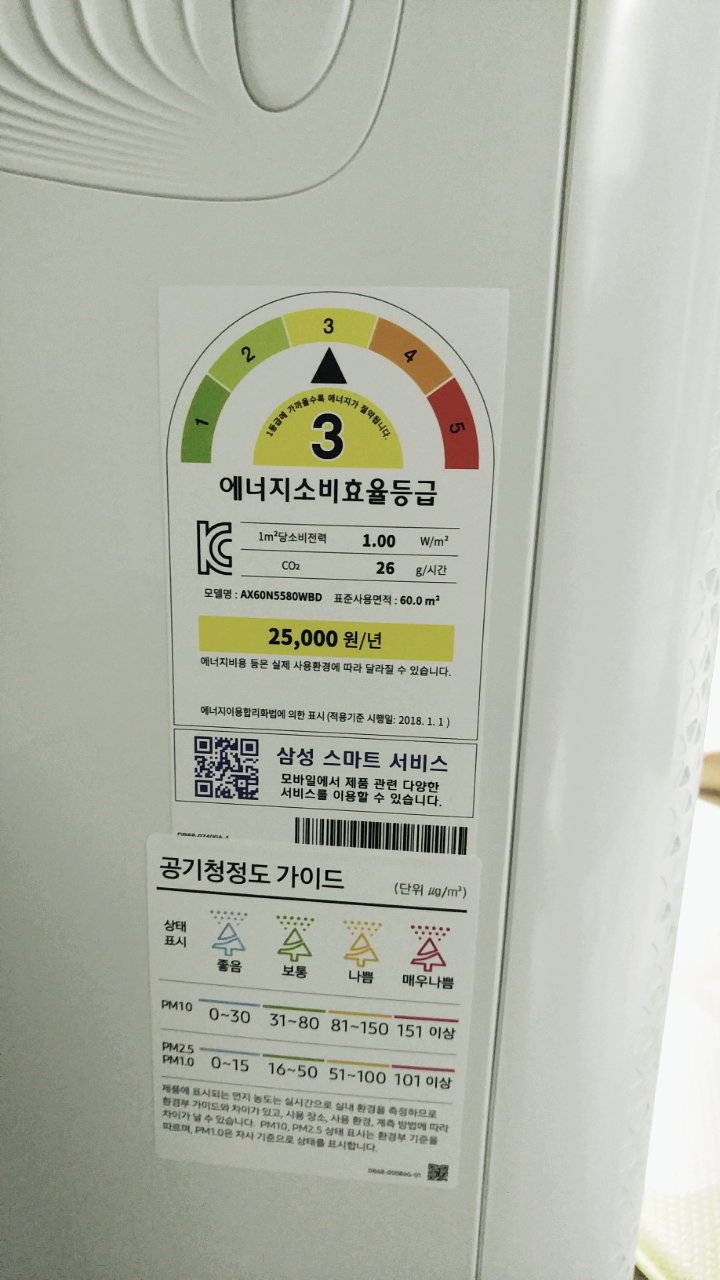 1 2 3 4 5
1등급에 가까울수록 에너지가 절약됩니다.
3
에너지소비효율등급
1m²당소비전력 1.00 W/m²
CO₂ 26 g/시간
모델명 : AX60N5580WBD 표준사용면적 : 60.0 m²
25,000 원/년
에너지비용 등은 실제 사용환경에 따라 달라질 수 있습니다.
에너지이용합리화법에 의한 표시 (적용기준 시행일: 2018. 1. 1 )
삼성 스마트 서비스
모바일에서 제품 관련 다양한
서비스를 이용할 수 있습니다.
공기청정도 가이드 (단위 ㎍/m³)
상태
표시
좋음 보통 나쁨 매우나쁨
PM10 0~30 31~80 81~150 151 이상
PM2.5
PM1.0 0~15 16~50 51~100 101 이상
제품에 표시되는 먼지 농도는 실시간으로 실내 환경을 측정하므로
환경부 가이드와 차이가 있고, 사용 장소, 사용 환경, 계측 방법에 따라
차이가 날 수 있습니다. PM10, PM2.5 상태 표시는 환경부 기준을
따르며, PM1.0은 자사 기준으로 상태를 표시합니다.